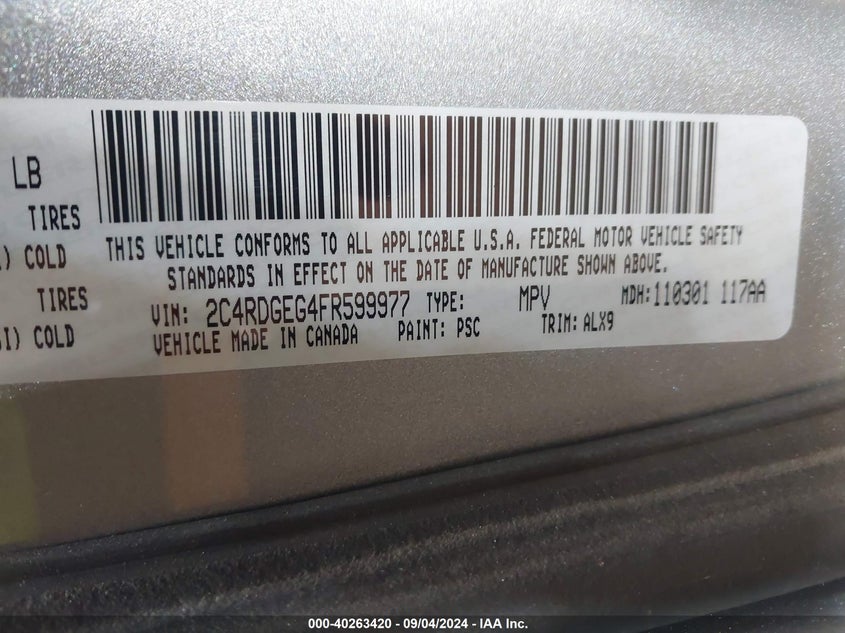 LB
TIRES
) COLD
TIRES
SI) COLD
THIS VEHICLE CONFORMS TO ALL APPLICABLE U.S.A. FEDERAL MOTOR VEHICLE SAFETY
STANDARDS IN EFFECT ON THE DATE OF MANUFACTURE SHOWN ABOVE.
VIN: 2C4RDGEG4FR599977 TYPE: MPV MDH:110301 117AA
VEHICLE MADE IN CANADA PAINT: PSC TRIM: ALX9
000-40263420 - 09/04/2024 - IAA Inc.